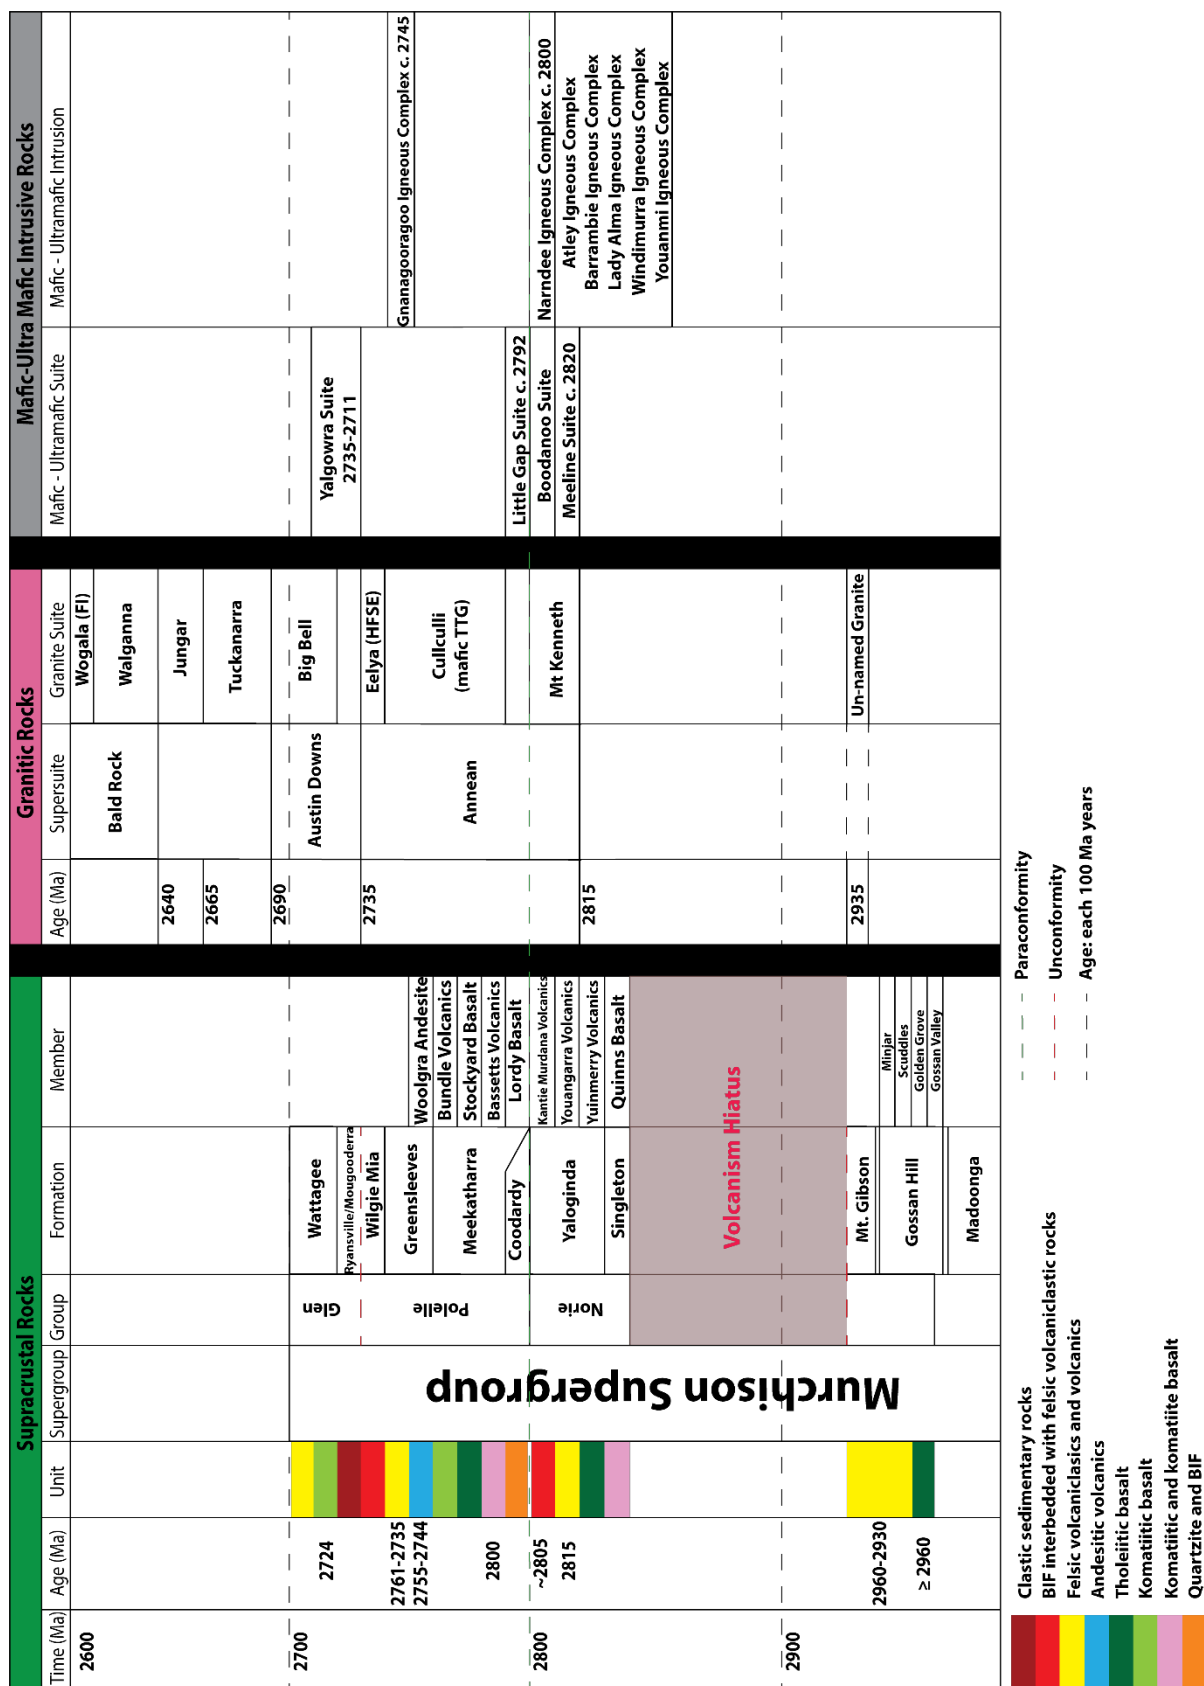 Supracrustal Rocks
Granitic Rocks
Mafic-Ultra Mafic Intrusive Rocks
Time (Ma)
Age (Ma)
Unit
Supergroup
Group
Formation
Member
Age (Ma)
Supersuite
Granite Suite
Mafic - Ultramafic Suite
Mafic - Ultramafic Intrusion
2600
2700
2800
2900
2724
2761-2735
2755-2744
2800
~2805
2815
2960-2930
≥ 2960
Murchison Supergroup
Glen
Polelle
Norie
Wattagee
Ryansville/Mougooderra
Wilgie Mia
Greensleeves
Meekatharra
Coodardy
Yaloginda
Singleton
Volcanism Hiatus
Mt. Gibson
Gossan Hill
Madoonga
Woolgra Andesite
Bundle Volcanics
Stockyard Basalt
Bassetts Volcanics
Lordy Basalt
Kantie Murdana Volcanics
Youangarra Volcanics
Yuinmerry Volcanics
Quinns Basalt
Minjar
Scuddles
Golden Grove
Gossan Valley
2640
2665
2690
2735
2815
2935
Bald Rock
Austin Downs
Annean
Wogala (FI)
Walganna
Jungar
Tuckanarra
Big Bell
Eelya (HFSE)
Cullculli
(mafic TTG)
Mt Kenneth
Un-named Granite
Yalgowra Suite
2735-2711
Little Gap Suite c. 2792
Boodanoo Suite
Meeline Suite c. 2820
Gnanagooragoo Igneous Complex c. 2745
Narndee Igneous Complex c. 2800
Atley Igneous Complex
Barrambie Igneous Complex
Lady Alma Igneous Complex
Windimurra Igneous Complex
Youanmi Igneous Complex
Clastic sedimentary rocks
BIF interbedded with felsic volcaniclastic rocks
Felsic volcaniclasics and volcanics
Andesitic volcanics
Tholeiitic basalt
Komatiitic basalt
Komatiitic and komatiite basalt
Quartzite and BIF
Paraconformity
Unconformity
Age: each 100 Ma years